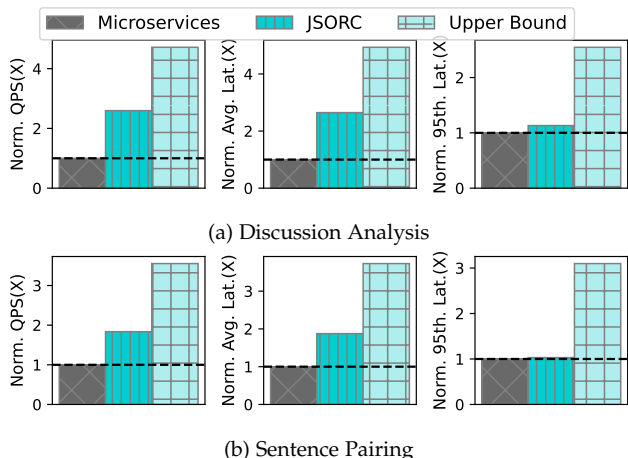 Microservices JSORC Upper Bound
Norm. QPS(X)
4
2
0
Norm. Avg. Lat.(X)
4
2
0
Norm. 95th. Lat.(X)
2
1
0
(a) Discussion Analysis
Norm. QPS(X)
3
2
1
0
Norm. Avg. Lat.(X)
3
2
1
0
Norm. 95th. Lat.(X)
3
2
1
0
(b) Sentence Pairing